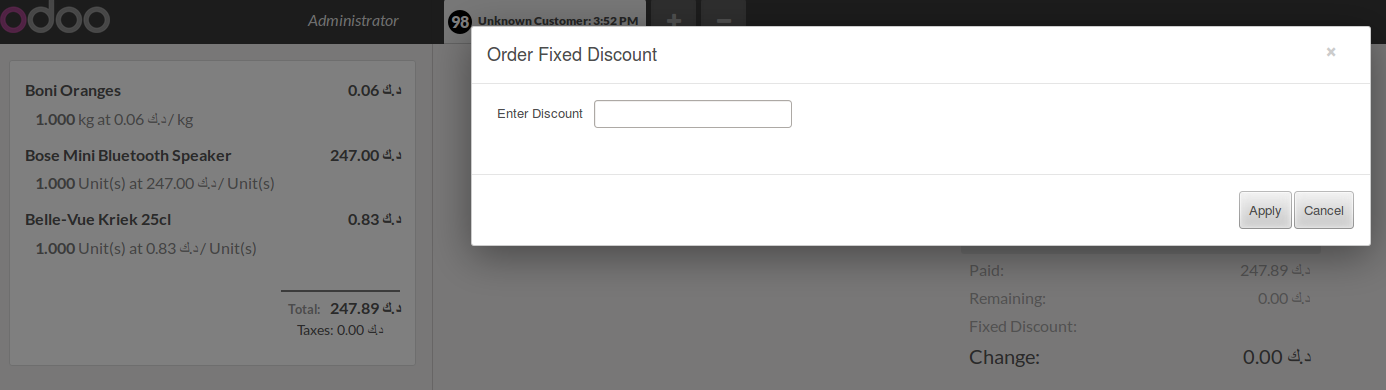 odoo
Administrator
98 Unknown Customer: 3:52 PM
+
−
Order Fixed Discount
×
Enter Discount
Apply
Cancel
Boni Oranges 0.06 د.ك
1.000 kg at 0.06 د.ك / kg
Bose Mini Bluetooth Speaker 247.00 د.ك
1.000 Unit(s) at 247.00 د.ك / Unit(s)
Belle-Vue Kriek 25cl 0.83 د.ك
1.000 Unit(s) at 0.83 د.ك / Unit(s)
Total: 247.89 د.ك
Taxes: 0.00 د.ك
Paid: 247.89 د.ك
Remaining: 0.00 د.ك
Fixed Discount:
Change: 0.00 د.ك